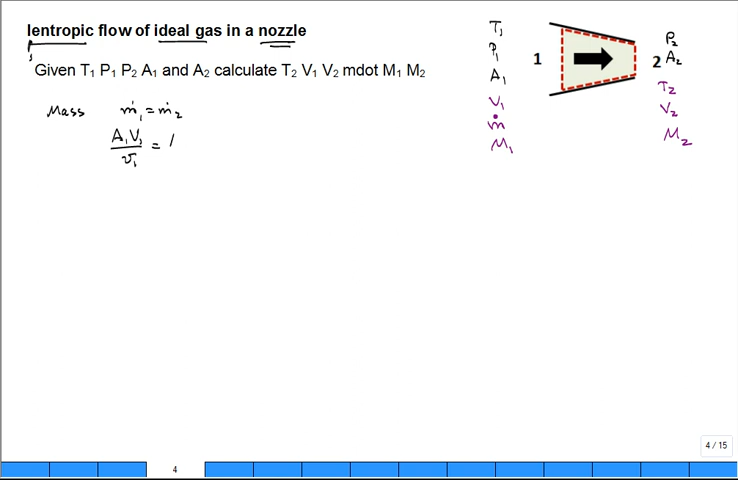 Ientropic flow of ideal gas in a nozzle
s
Given T₁ P₁ P₂ A₁ and A₂ calculate T₂ V₁ V₂ mdot M₁ M₂
Mass ṁ₁ = ṁ₂
A₁V₁ / v₁ =
T₁
P₁
A₁
V₁
ṁ
M₁
1
2
P₂
A₂
T₂
V₂
M₂
4 / 15
4